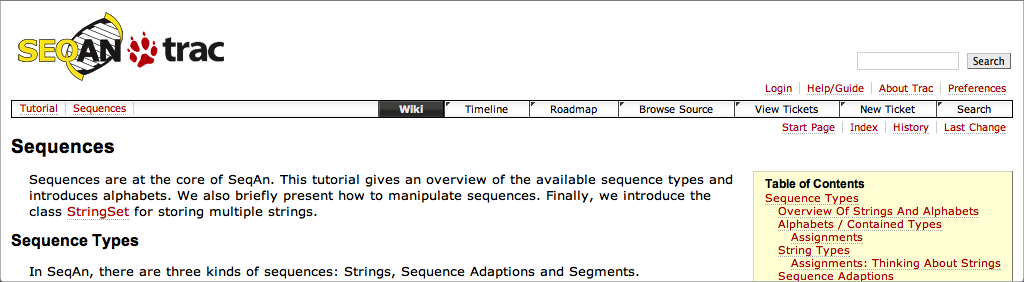 SEQAN trac
Search
Login Help/Guide About Trac Preferences
Tutorial Sequences Wiki Timeline Roadmap Browse Source View Tickets New Ticket Search
Start Page Index History Last Change
Sequences
Sequences are at the core of SeqAn. This tutorial gives an overview of the available sequence types and
introduces alphabets. We also briefly present how to manipulate sequences. Finally, we introduce the
class StringSet for storing multiple strings.
Sequence Types
In SeqAn, there are three kinds of sequences: Strings, Sequence Adaptions and Segments.
Table of Contents
Sequence Types
Overview Of Strings And Alphabets
Alphabets / Contained Types
Assignments
String Types
Assignments: Thinking About Strings
Sequence Adaptions